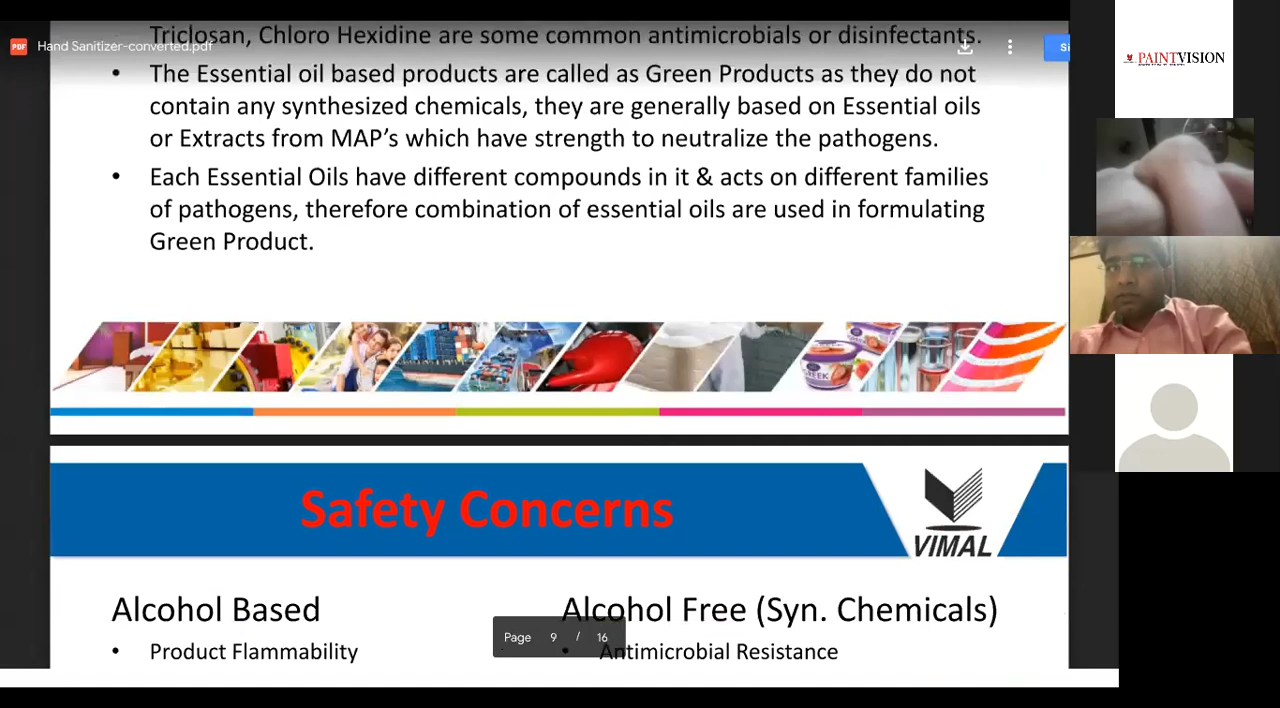 Triclosan, Chloro Hexidine are some common antimicrobials or disinfectants.
Hand Sanitizer-converted.pdf
PDF
Si
• The Essential oil based products are called as Green Products as they do not
contain any synthesized chemicals, they are generally based on Essential oils
or Extracts from MAP’s which have strength to neutralize the pathogens.
• Each Essential Oils have different compounds in it & acts on different families
of pathogens, therefore combination of essential oils are used in formulating
Green Product.
GREEK
Safety Concerns
VIMAL
Alcohol Based
Alcohol Free (Syn. Chemicals)
• Product Flammability
• Antimicrobial Resistance
Page 9 / 16
PAINTVISION